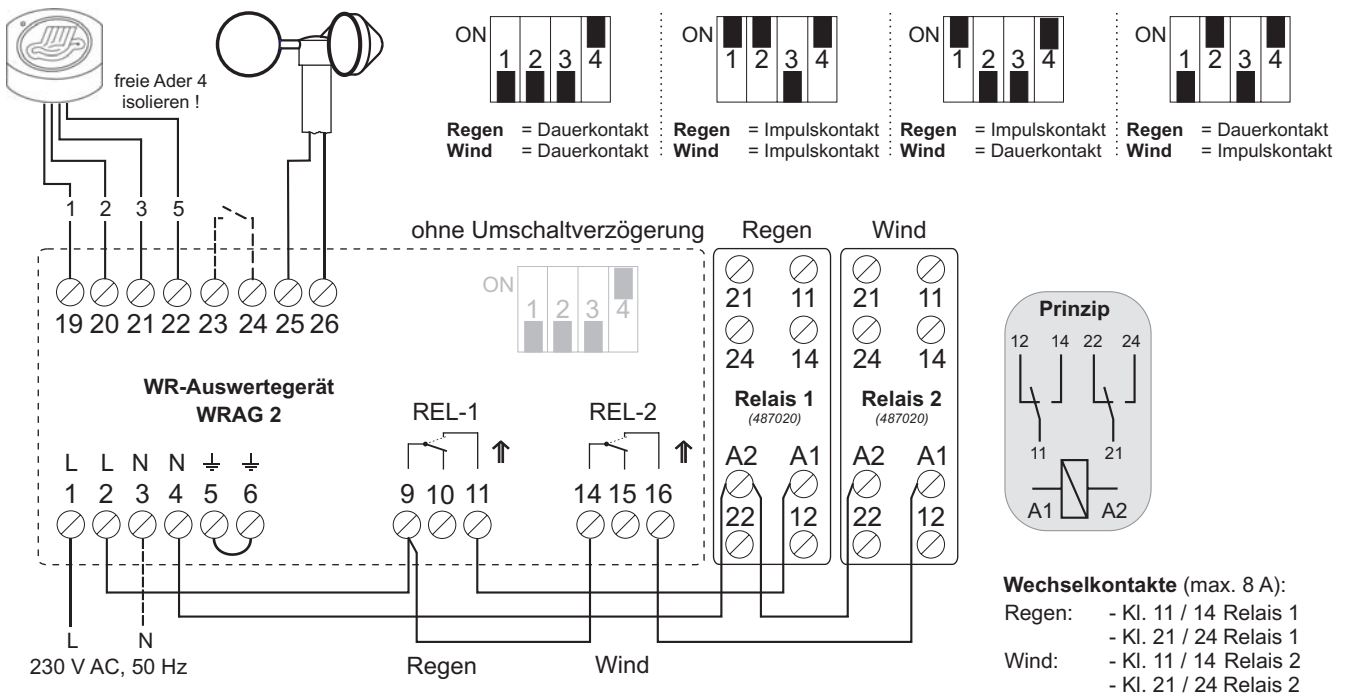 freie Ader 4
isolieren !
ON
1 2 3 4
Regen = Dauerkontakt
Wind = Dauerkontakt
ON
1 2 3 4
Regen = Impulskontakt
Wind = Impulskontakt
ON
1 2 3 4
Regen = Impulskontakt
Wind = Dauerkontakt
ON
1 2 3 4
Regen = Dauerkontakt
Wind = Impulskontakt
1 2 3 5
ohne Umschaltverzögerung
Regen
Wind
19 20 21 22 23 24 25 26
ON
1 2 3 4
WR-Auswertegerät
WRAG 2
REL-1
REL-2
L L N N
1 2 3 4 5 6
9 10 11
14 15 16
21 11
24 14
Relais 1
(487020)
A2 A1
22 12
21 11
24 14
Relais 2
(487020)
A2 A1
22 12
L N
230 V AC, 50 Hz
Regen
Wind
Prinzip
12 14 22 24
11 21
A1 A2
Wechselkontakte (max. 8 A):
Regen: - Kl. 11 / 14 Relais 1
- Kl. 21 / 24 Relais 1
Wind: - Kl. 11 / 14 Relais 2
- Kl. 21 / 24 Relais 2